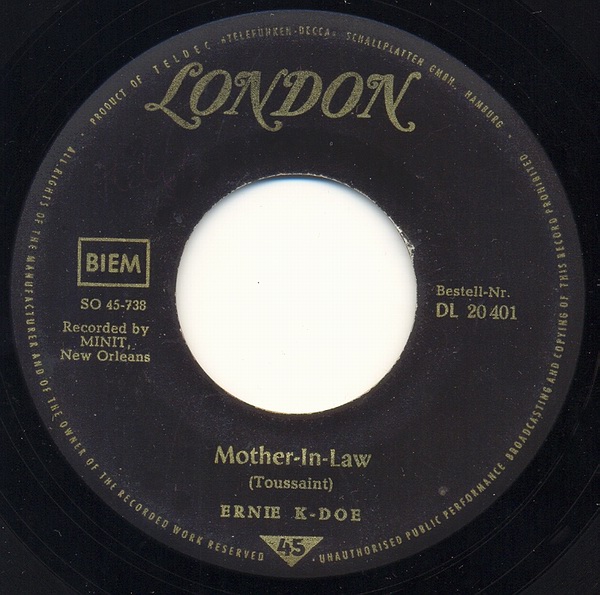 PRODUCT OF TELDEC »TELEFUNKEN-DECCA« SCHALLPLATTEN GMBH. HAMBURG
LONDON
BIEM
SO 45-738
Recorded by
MINIT,
New Orleans
Bestell-Nr.
DL 20 401
Mother-In-Law
(Toussaint)
ERNIE K-DOE
45
ALL RIGHTS OF THE MANUFACTURER AND OF THE OWNER OF THE RECORDED WORK RESERVED
UNAUTHORISED PUBLIC PERFORMANCE BROADCASTING AND COPYING OF THIS RECORD PROHIBITED